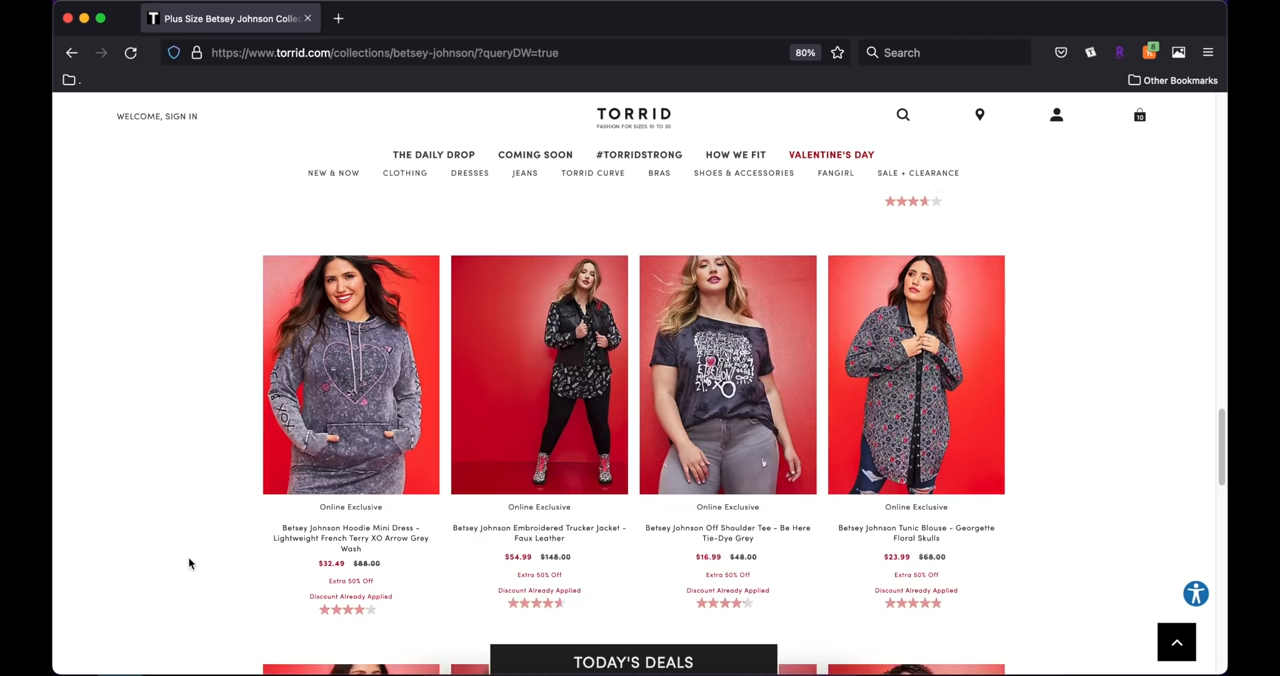 T Plus Size Betsey Johnson Collec
https://www.torrid.com/collections/betsey-johnson/?queryDW=true
80%
Search
R
8
.
Other Bookmarks
WELCOME, SIGN IN
TORRID
FASHION FOR SIZES 10 TO 30
10
THE DAILY DROP COMING SOON #TORRIDSTRONG HOW WE FIT VALENTINE'S DAY
NEW & NOW CLOTHING DRESSES JEANS TORRID CURVE BRAS SHOES & ACCESSORIES FANGIRL SALE + CLEARANCE
Online Exclusive
Betsey Johnson Hoodie Mini Dress -
Lightweight French Terry XO Arrow Grey
Wash
$32.49 $88.00
Extra 50% Off
Discount Already Applied
Online Exclusive
Betsey Johnson Embroidered Trucker Jacket -
Faux Leather
$54.99 $148.00
Extra 50% Off
Discount Already Applied
Online Exclusive
Betsey Johnson Off Shoulder Tee - Be Here
Tie-Dye Grey
$16.99 $48.00
Extra 50% Off
Discount Already Applied
Online Exclusive
Betsey Johnson Tunic Blouse - Georgette
Floral Skulls
$23.99 $68.00
Extra 50% Off
Discount Already Applied
TODAY'S DEALS